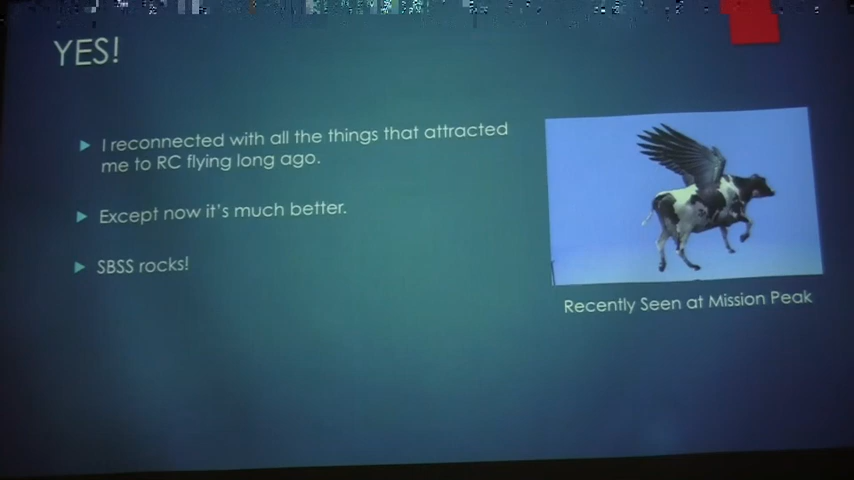 YES!
I reconnected with all the things that attracted
me to RC flying long ago.
Except now it's much better.
SBSS rocks!
Recently Seen at Mission Peak